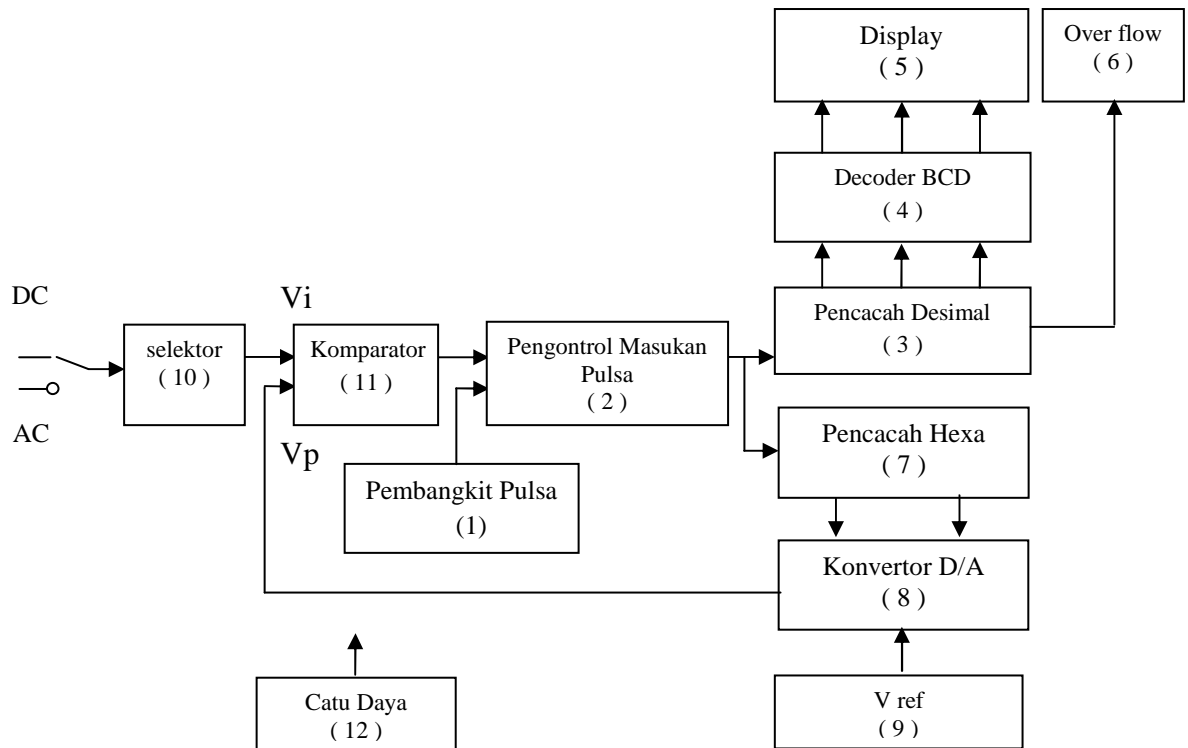 Display
( 5 )
Over flow
( 6 )
Decoder BCD
( 4 )
DC
Vi
Pencacah Desimal
( 3 )
selektor
( 10 )
Komparator
( 11 )
Pengontrol Masukan
Pulsa
( 2 )
AC
Vp
Pencacah Hexa
( 7 )
Pembangkit Pulsa
(1)
Konvertor D/A
( 8 )
Catu Daya
( 12 )
V ref
( 9 )